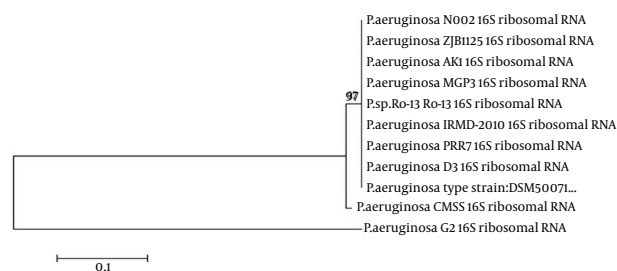 P.aeruginosa N002 16S ribosomal RNA
P.aeruginosa ZJB1125 16S ribosomal RNA
P.aeruginosa AK1 16S ribosomal RNA
P.aeruginosa MGP3 16S ribosomal RNA
97
P.sp.Ro-13 Ro-13 16S ribosomal RNA
P.aeruginosa IRMD-2010 16S ribosomal RNA
P.aeruginosa PRR7 16S ribosomal RNA
P.aeruginosa D3 16S ribosomal RNA
P.aeruginosa type strain:DSM50071...
P.aeruginosa CMSS 16S ribosomal RNA
P.aeruginosa G2 16S ribosomal RNA
0.1